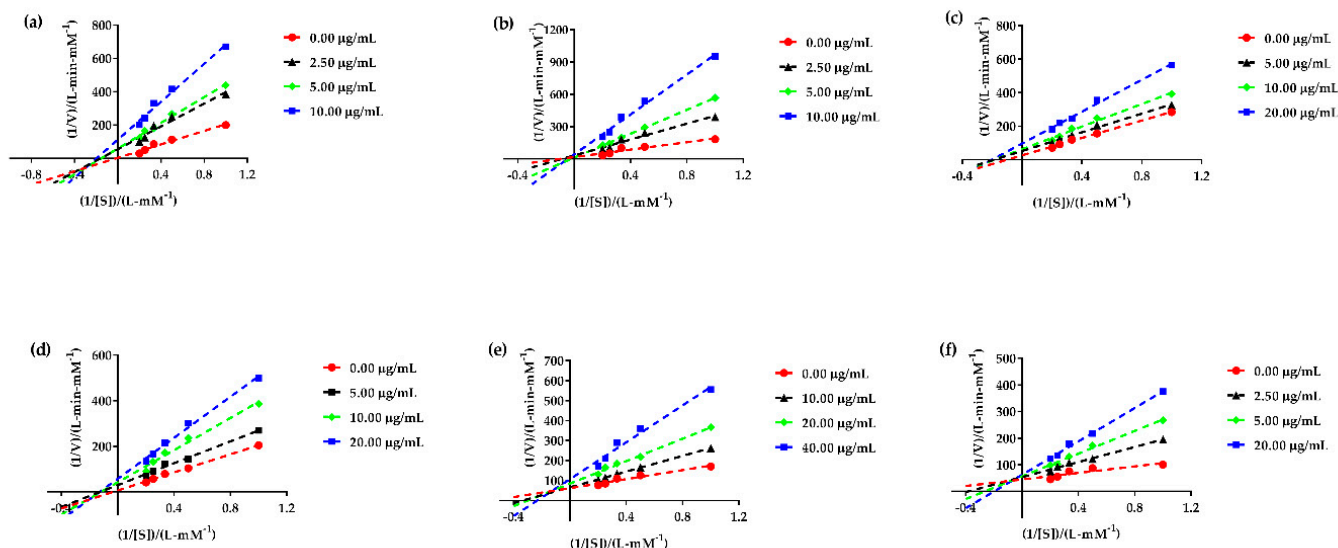 (a)
(1/V)/(L-min-mM⁻¹)
800
600
400
200
-0.8
-0.4
0.4
0.8
1.2
(1/[S])/(L-mM⁻¹)
0.00 μg/mL
2.50 μg/mL
5.00 μg/mL
10.00 μg/mL
(b)
(1/V)/(L-min-mM⁻¹)
1200
900
600
300
-0.4
0.0
0.4
0.8
1.2
(1/[S])/(L-mM⁻¹)
0.00 μg/mL
2.50 μg/mL
5.00 μg/mL
10.00 μg/mL
(c)
(1/V)/(L-min-mM⁻¹)
800
600
400
200
-0.4
0.0
0.4
0.8
1.2
(1/[S])/(L-mM⁻¹)
0.00 μg/mL
5.00 μg/mL
10.00 μg/mL
20.00 μg/mL
(d)
(1/V)/(L-min-mM⁻¹)
600
400
200
-0.4
0.0
0.4
0.8
1.2
(1/[S])/(L-mM⁻¹)
0.00 μg/mL
5.00 μg/mL
10.00 μg/mL
20.00 μg/mL
(e)
(1/V)/(L-min-mM⁻¹)
700
600
500
400
300
200
100
-0.4
0.0
0.4
0.8
1.2
(1/[S])/(L-mM⁻¹)
0.00 μg/mL
10.00 μg/mL
20.00 μg/mL
40.00 μg/mL
(f)
(1/V)/(L-min-mM⁻¹)
500
400
300
200
100
-0.4
0.0
0.4
0.8
1.2
(1/[S])/(L-mM⁻¹)
0.00 μg/mL
2.50 μg/mL
5.00 μg/mL
20.00 μg/mL